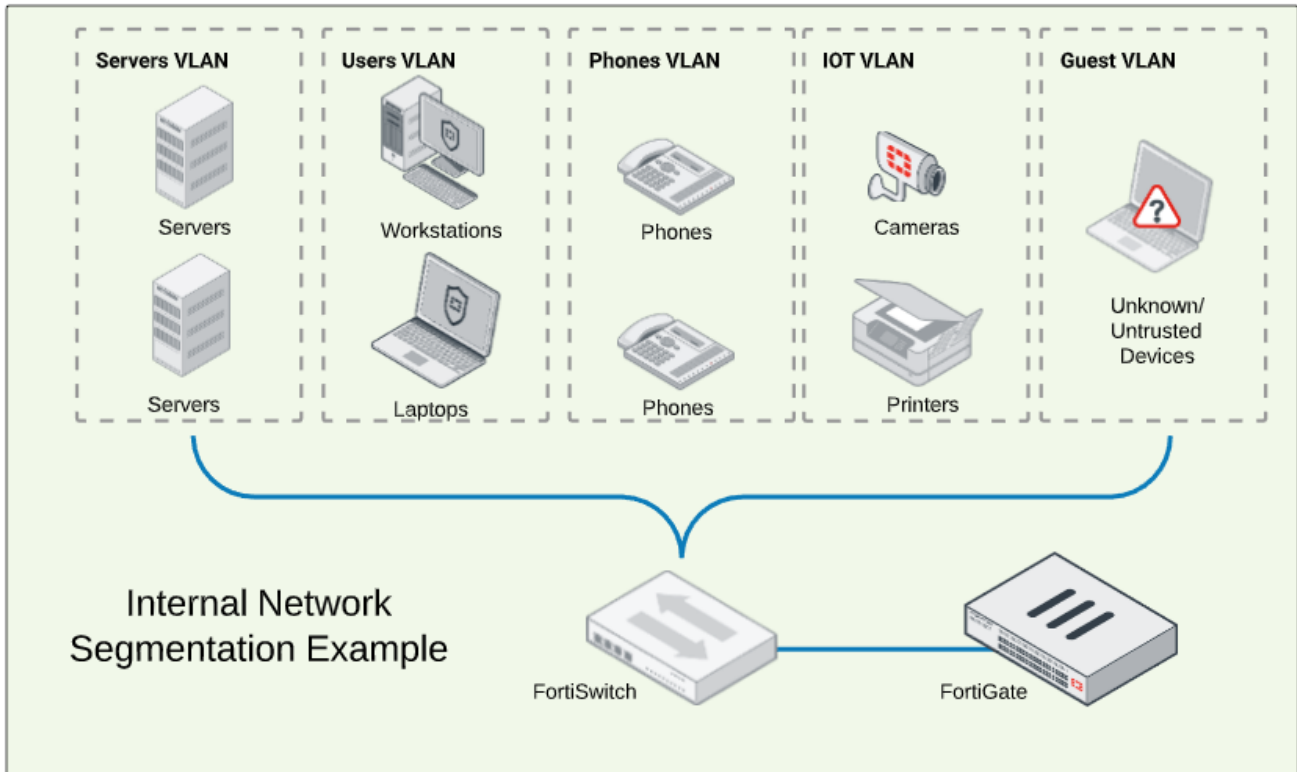 Servers VLAN
Users VLAN
Phones VLAN
IOT VLAN
Guest VLAN
Servers
Workstations
Phones
Cameras
Servers
Laptops
Phones
Printers
Unknown/
Untrusted
Devices
Internal Network
Segmentation Example
FortiSwitch
FortiGate
?